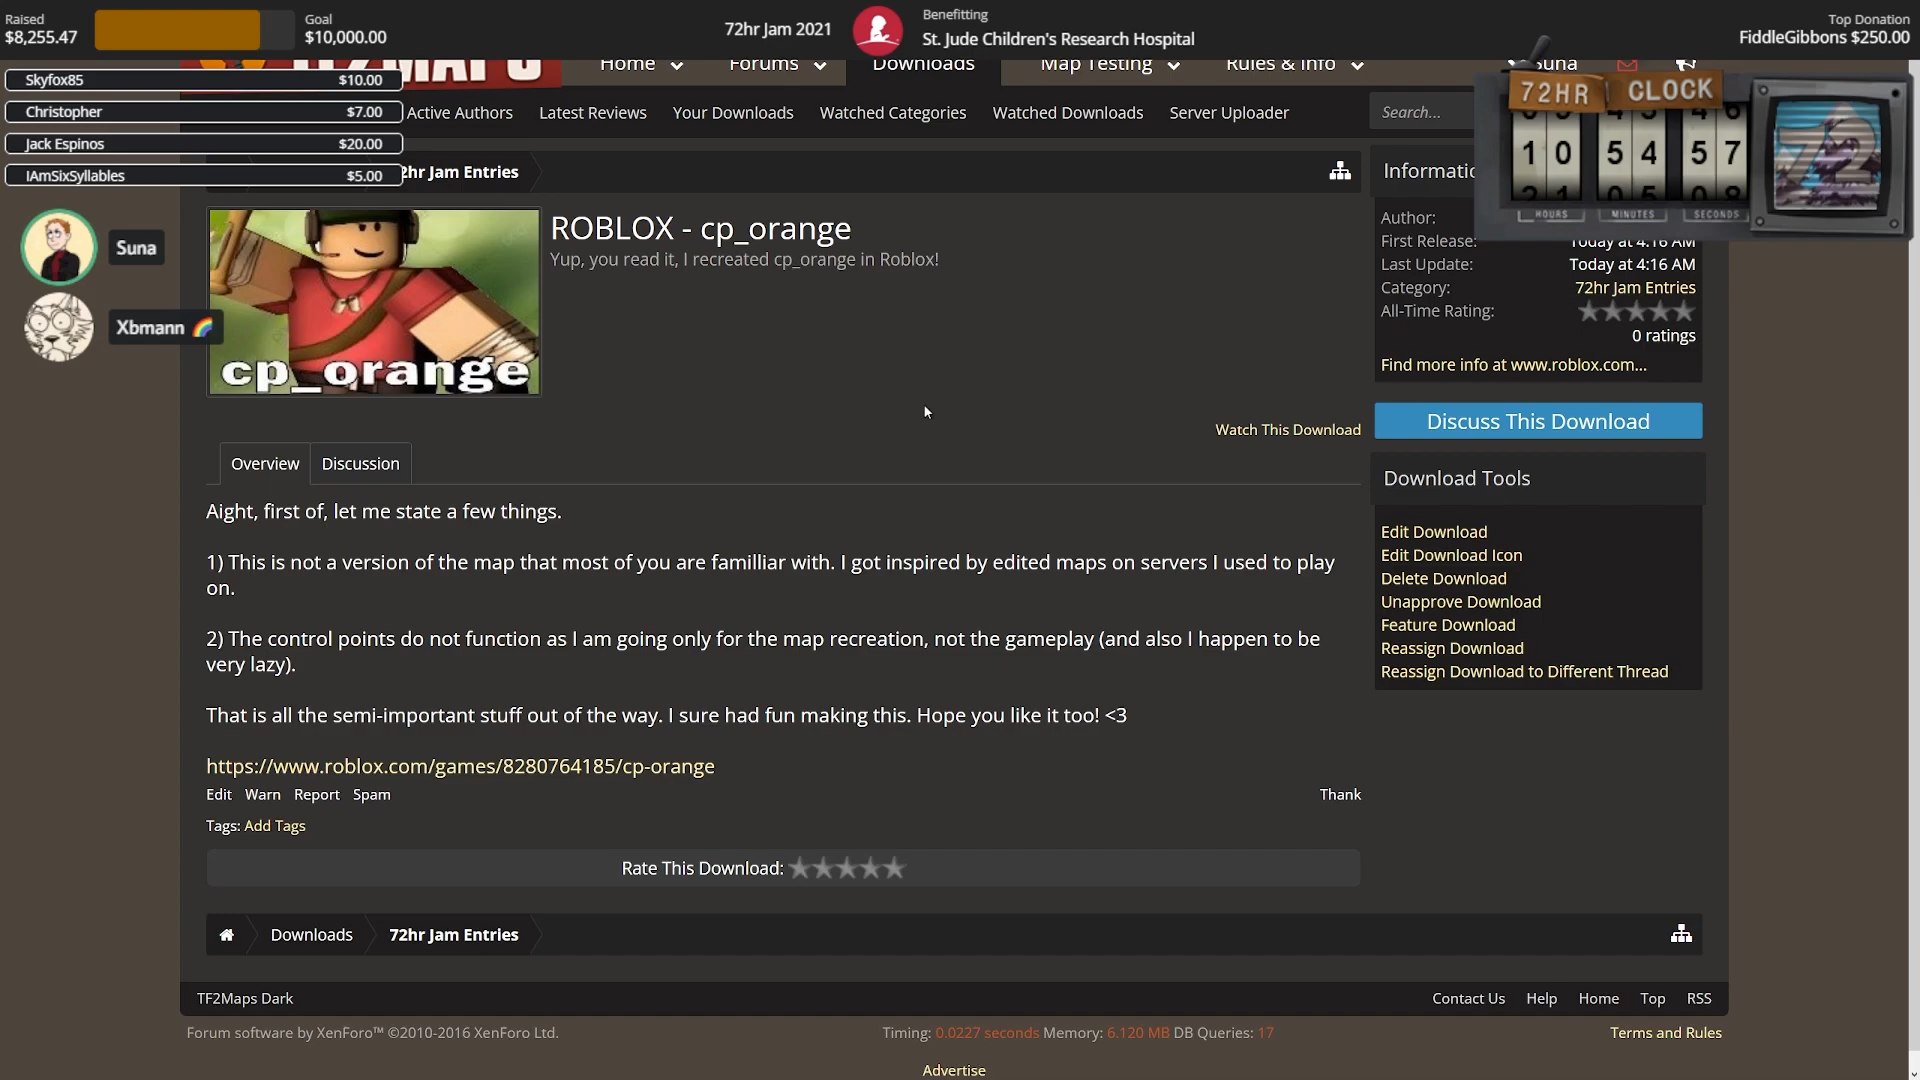 Raised
$8,255.47
Goal
$10,000.00
72hr Jam 2021
Benefitting
St. Jude Children's Research Hospital
Top Donation
FiddleGibbons $250.00
Skyfox85 $10.00
Christopher $7.00
Jack Espinos $20.00
IAmSixSyllables $5.00
Home Forums Downloads Map Testing Rules & Info Suna
Active Authors Latest Reviews Your Downloads Watched Categories Watched Downloads Server Uploader Search...
72HR CLOCK
10 54 57
HOURS MINUTES SECONDS
72
72hr Jam Entries
Suna
Xbmann 🌈
cp_orange
ROBLOX - cp_orange
Yup, you read it, I recreated cp_orange in Roblox!
Watch This Download
Author:
First Release: Today at 4:16 AM
Last Update: Today at 4:16 AM
Category: 72hr Jam Entries
All-Time Rating:
0 ratings
Find more info at www.roblox.com...
Discuss This Download
Download Tools
Edit Download
Edit Download Icon
Delete Download
Unapprove Download
Feature Download
Reassign Download
Reassign Download to Different Thread
Overview Discussion
Aight, first of, let me state a few things.
1) This is not a version of the map that most of you are familliar with. I got inspired by edited maps on servers I used to play
on.
2) The control points do not function as I am going only for the map recreation, not the gameplay (and also I happen to be
very lazy).
That is all the semi-important stuff out of the way. I sure had fun making this. Hope you like it too! <3
https://www.roblox.com/games/8280764185/cp-orange
Edit Warn Report Spam Thank
Tags: Add Tags
Rate This Download:
Downloads 72hr Jam Entries
TF2Maps Dark Contact Us Help Home Top RSS
Forum software by XenForo™ ©2010-2016 XenForo Ltd. Timing: 0.0227 seconds Memory: 6.120 MB DB Queries: 17 Terms and Rules
Advertise